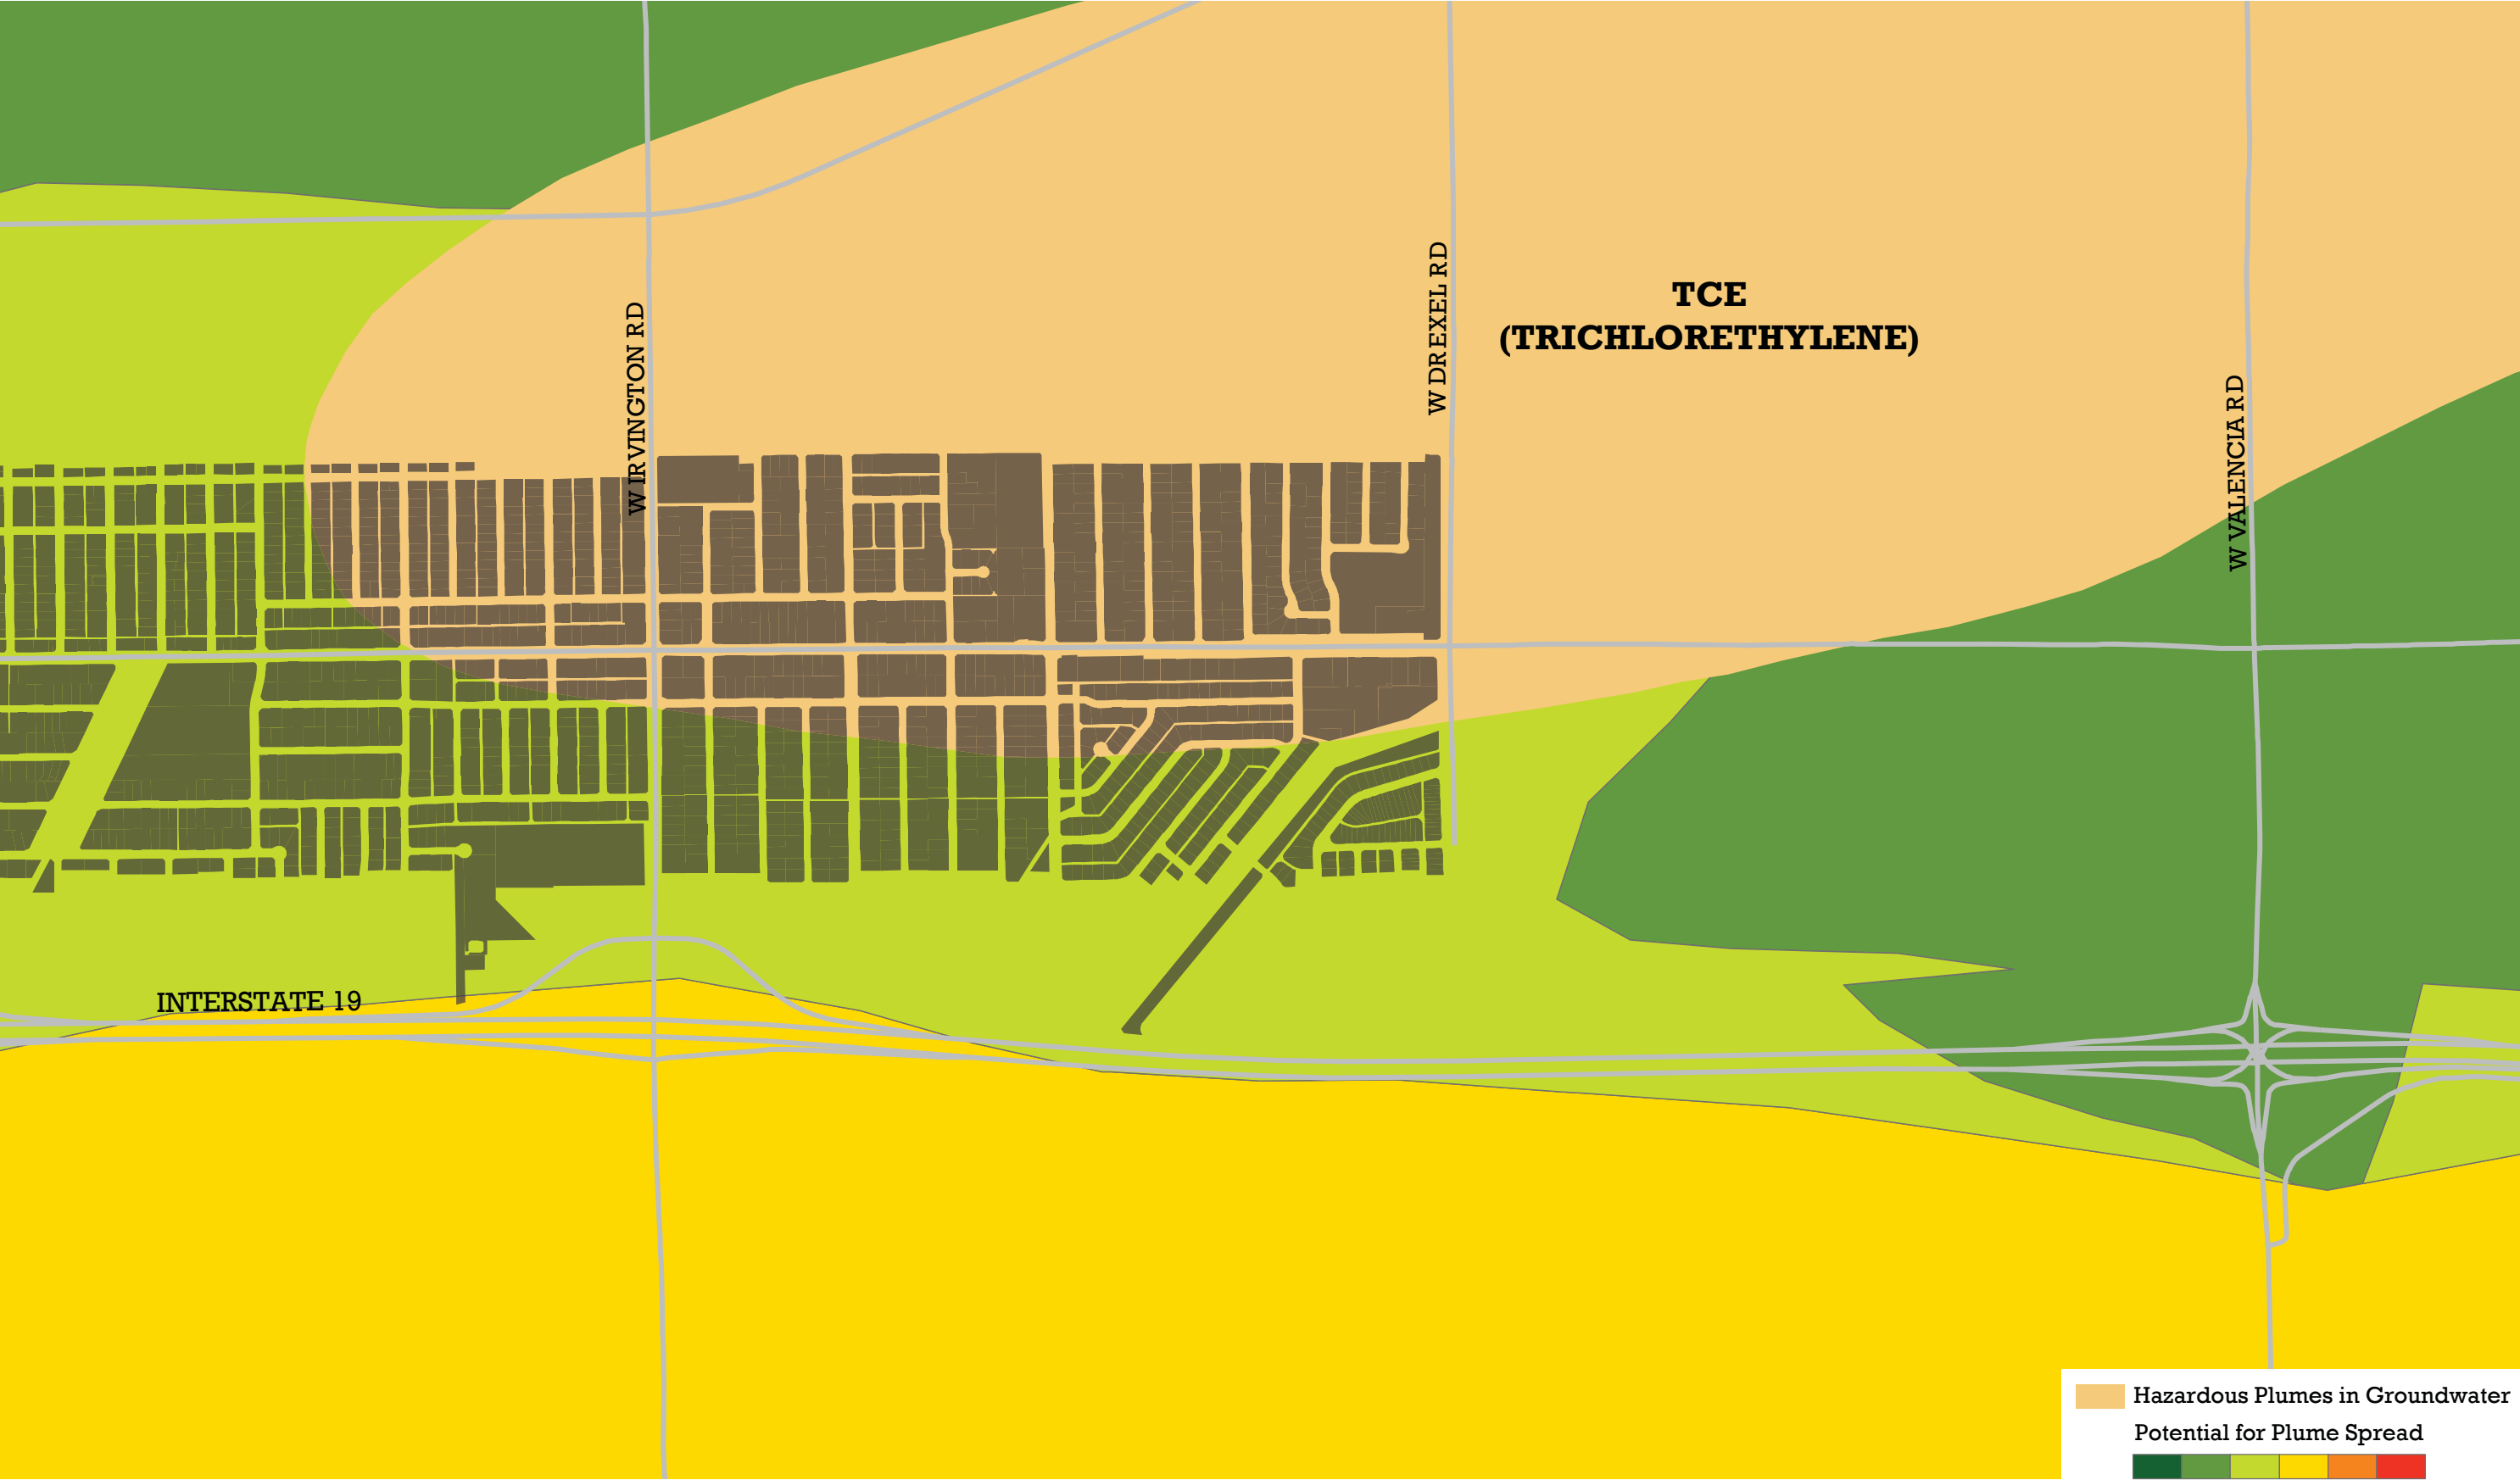 W IRVINGTON RD
W DREXEL RD
TCE
(TRICHLORETHYLENE)
W VALENCIA RD
INTERSTATE 19
Hazardous Plumes in Groundwater
Potential for Plume Spread